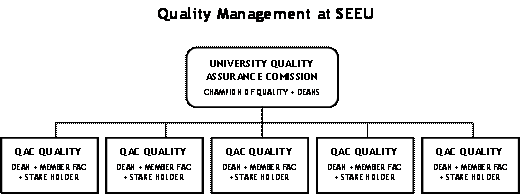 Quality Management at SEEU
UNIVERSITY QUALITY
ASSURANCE COMISSION
CHAMPION OF QUALITY + DEANS
QAC QUALITY
DEAN + MEMBER FAC
+ STAKE HOLDER
QAC QUALITY
DEAN + MEMBER FAC
+ STAKE HOLDER
QAC QUALITY
DEAN + MEMBER FAC
+ STAKE HOLDER
QAC QUALITY
DEAN + MEMBER FAC
+ STAKE HOLDER
QAC QUALITY
DEAN + MEMBER FAC
+ STAKE HOLDER